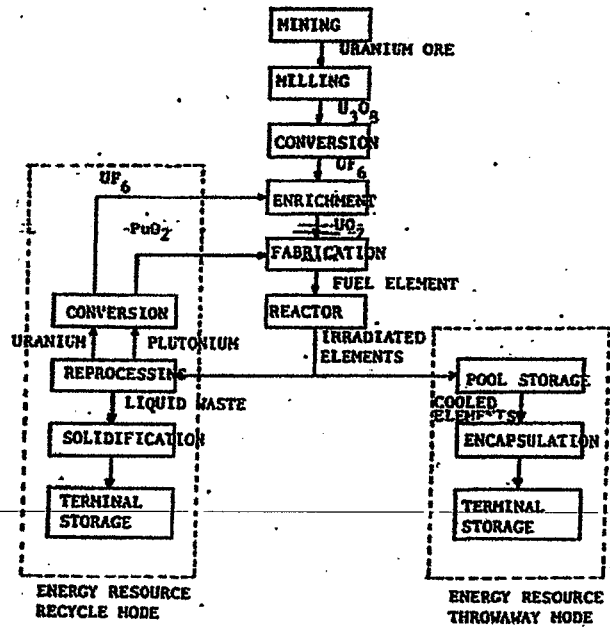 MINING
URANIUM ORE
MILLING
U3O8
CONVERSION
UF6
UF6
ENRICHMENT
PuO2
UO2
FABRICATION
FUEL ELEMENT
CONVERSION
REACTOR
URANIUM
PLUTONIUM
IRRADIATED
ELEMENTS
REPROCESSING
POOL STORAGE
LIQUID WASTE
COOLED
ELEMENTS
SOLIDIFICATION
ENCAPSULATION
TERMINAL
STORAGE
TERMINAL
STORAGE
ENERGY RESOURCE
RECYCLE MODE
ENERGY RESOURCE
THROWAWAY MODE